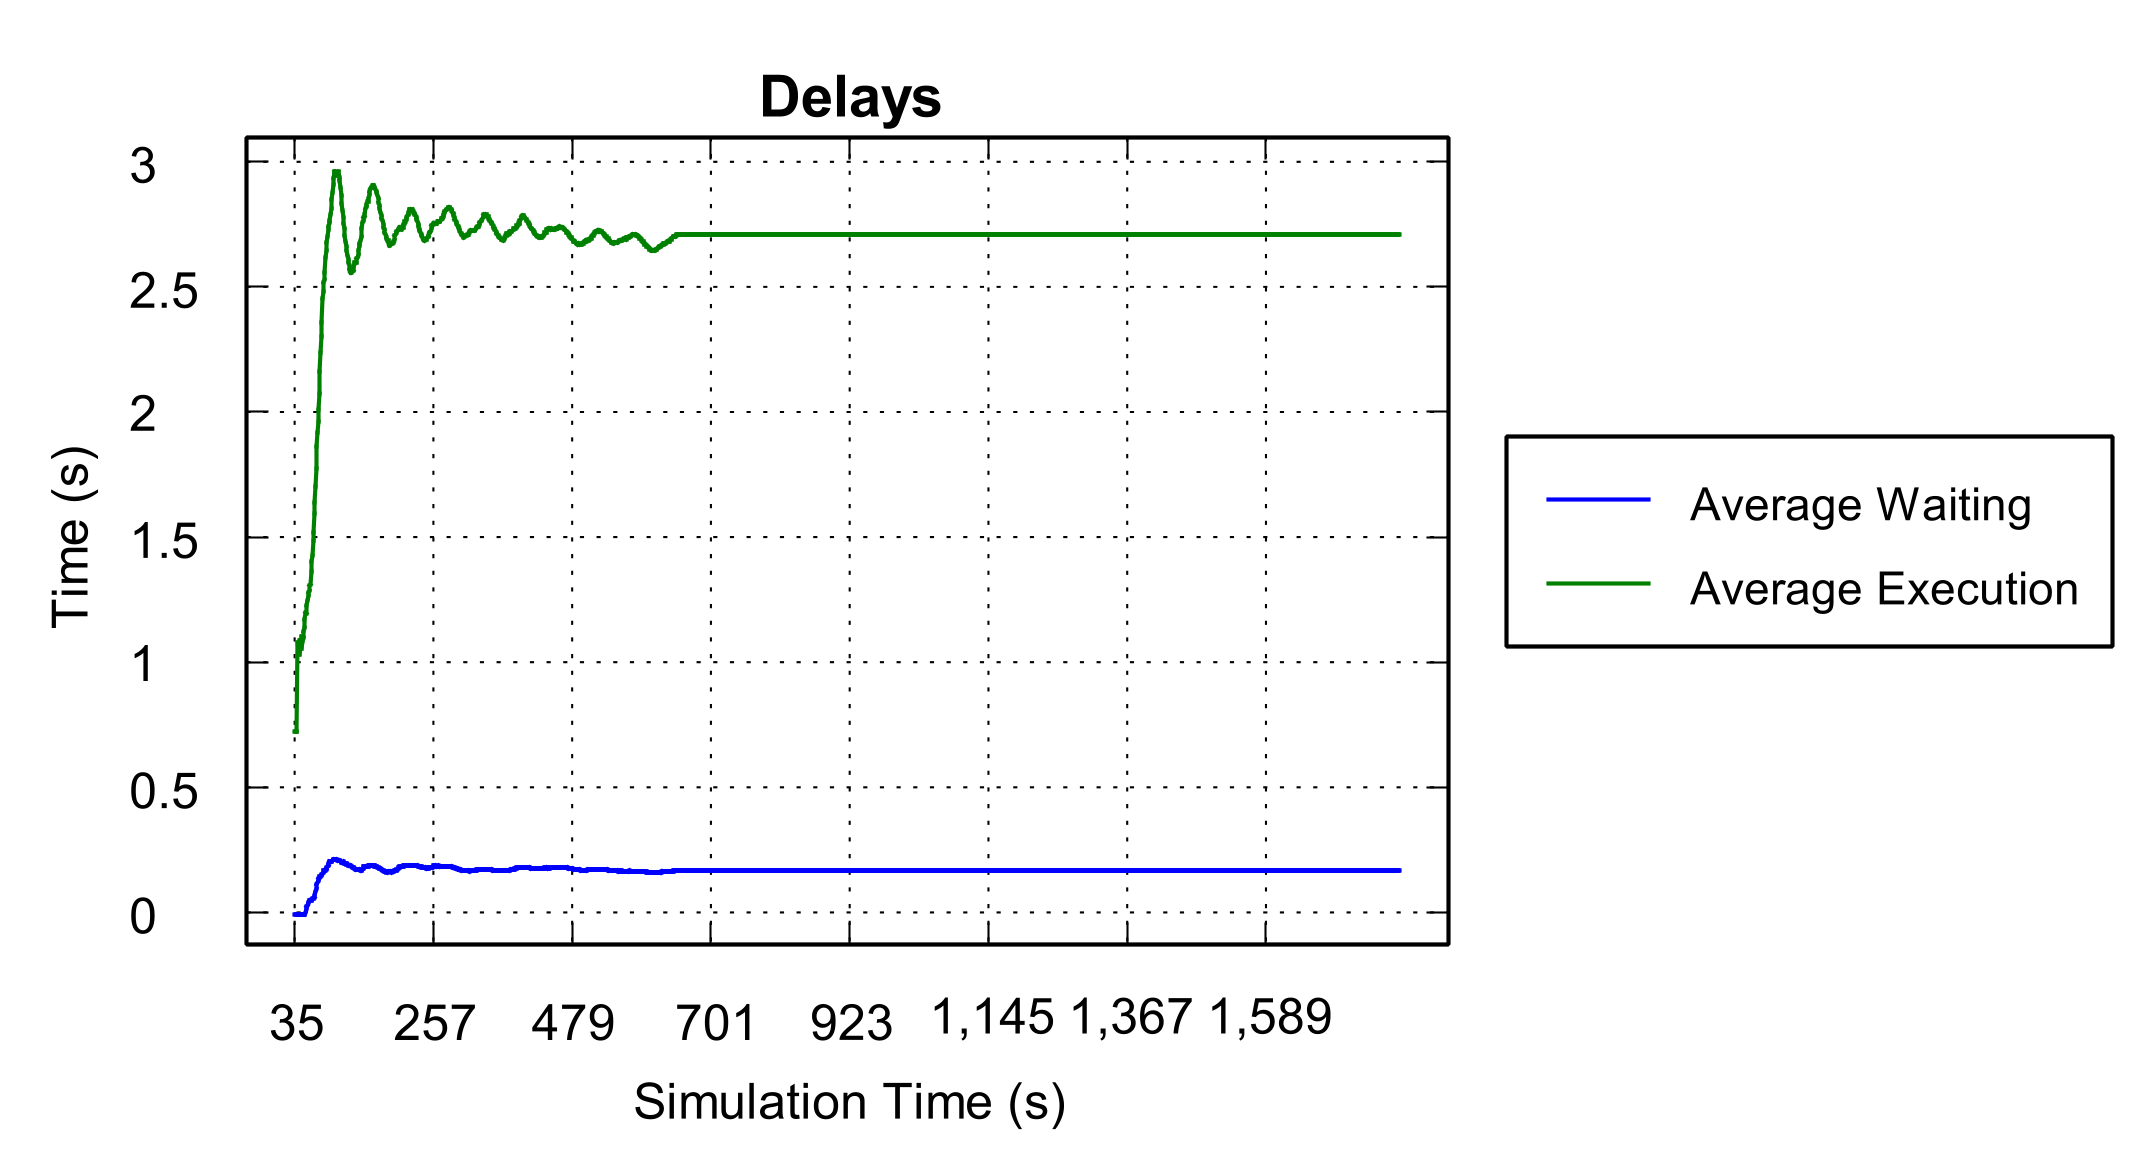 Delays
3
2.5
2
1.5
1
0.5
0
Time (s)
35 257 479 701 923 1,145 1,367 1,589
Simulation Time (s)
Average Waiting
Average Execution